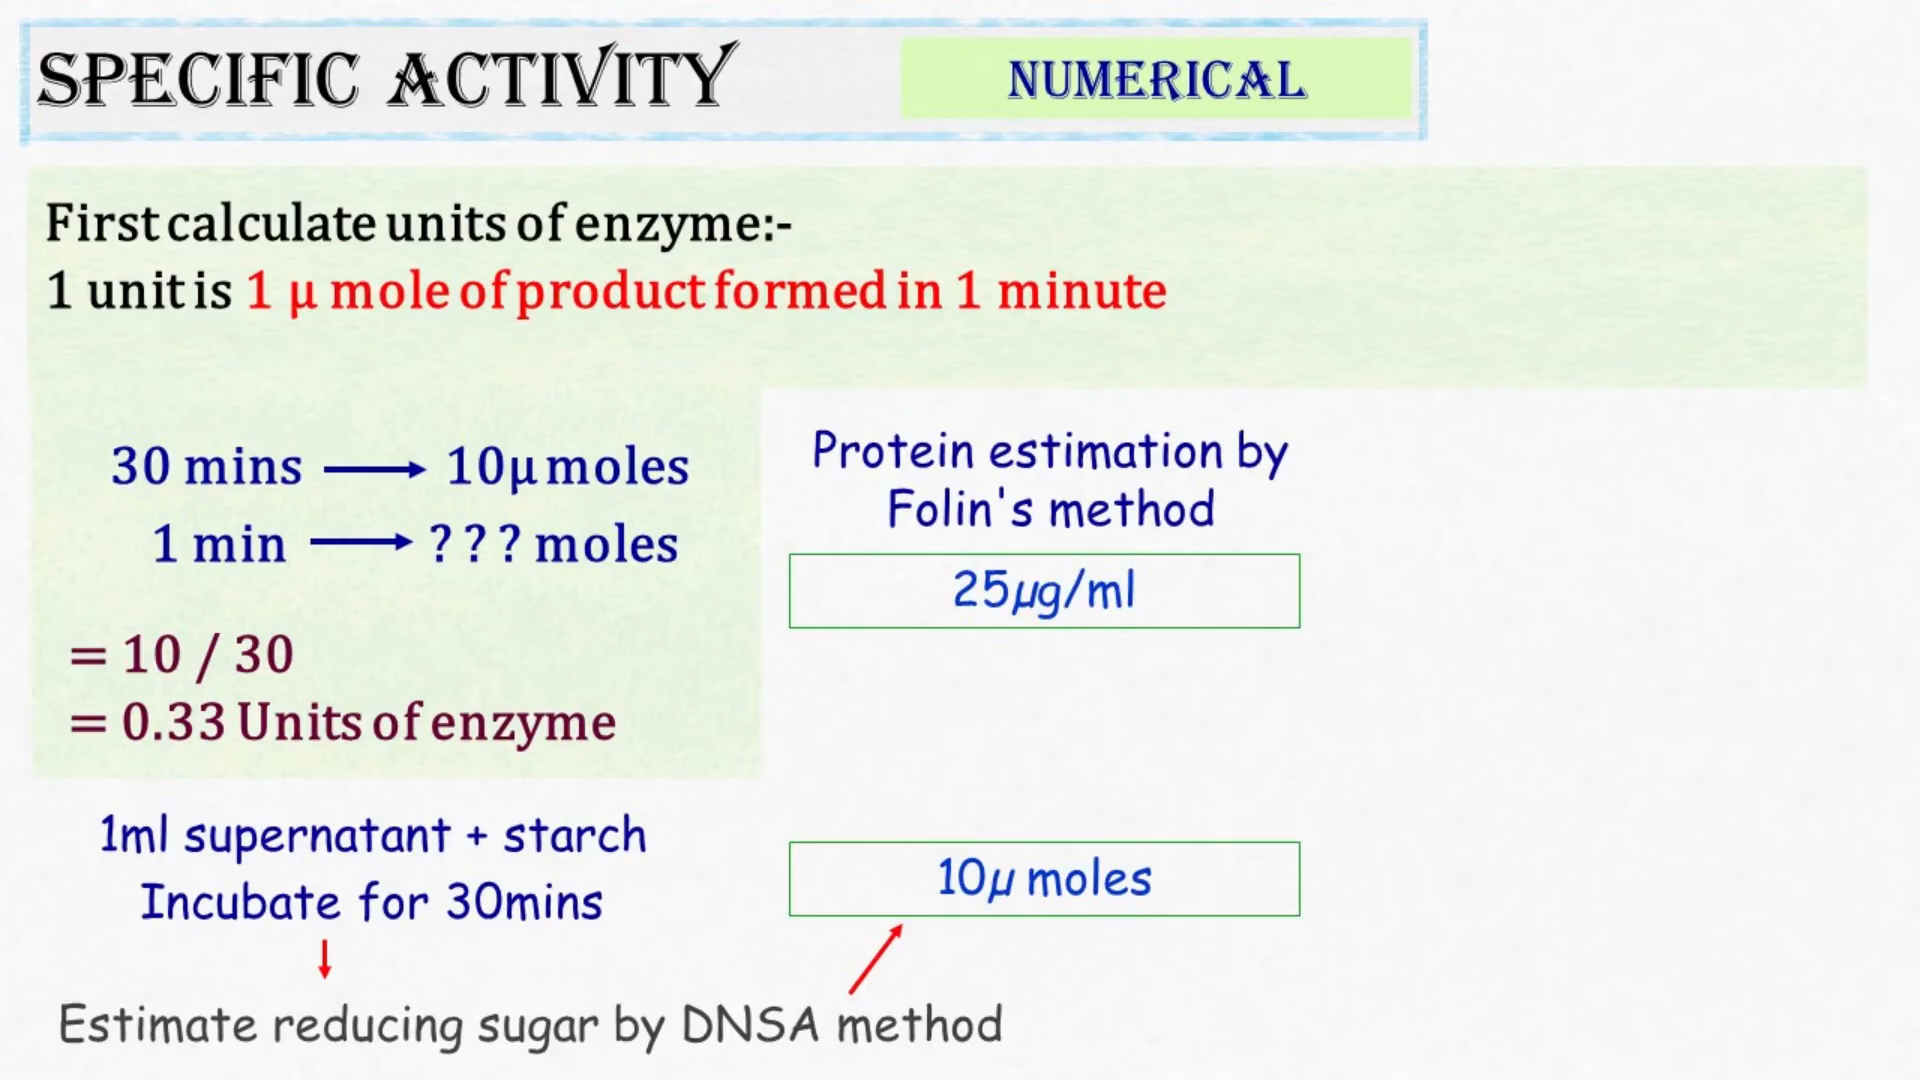 SPECIFIC ACTIVITY
NUMERICAL
First calculate units of enzyme:-
1 unit is 1 µ mole of product formed in 1 minute
30 mins → 10µ moles
1 min → ? ? ? moles
= 10 / 30
= 0.33 Units of enzyme
Protein estimation by
Folin's method
25µg/ml
1ml supernatant + starch
Incubate for 30mins
10µ moles
Estimate reducing sugar by DNSA method